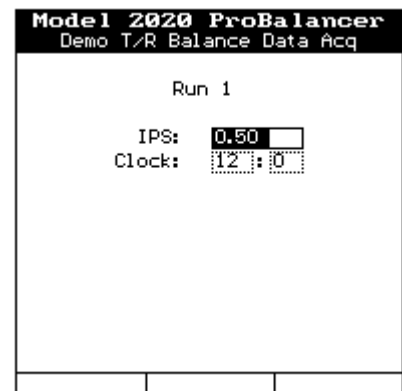 Model 2020 ProBalancer
Demo T/R Balance Data Acq
Run 1
IPS: 0.50
Clock: 12 : 0